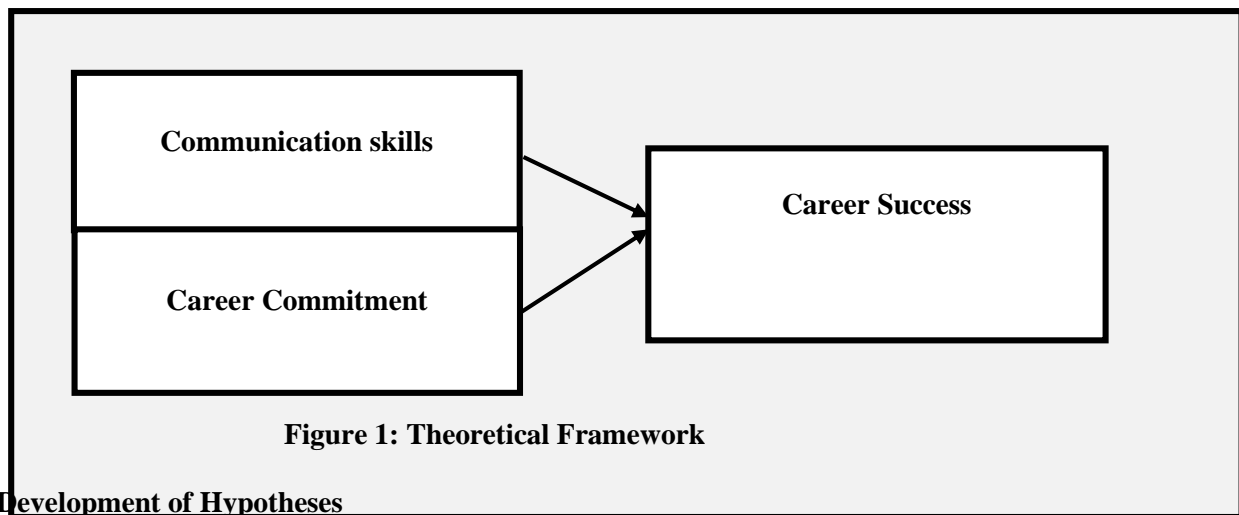 Communication skills
Career Success
Career Commitment
Figure 1: Theoretical Framework
Development of Hypotheses